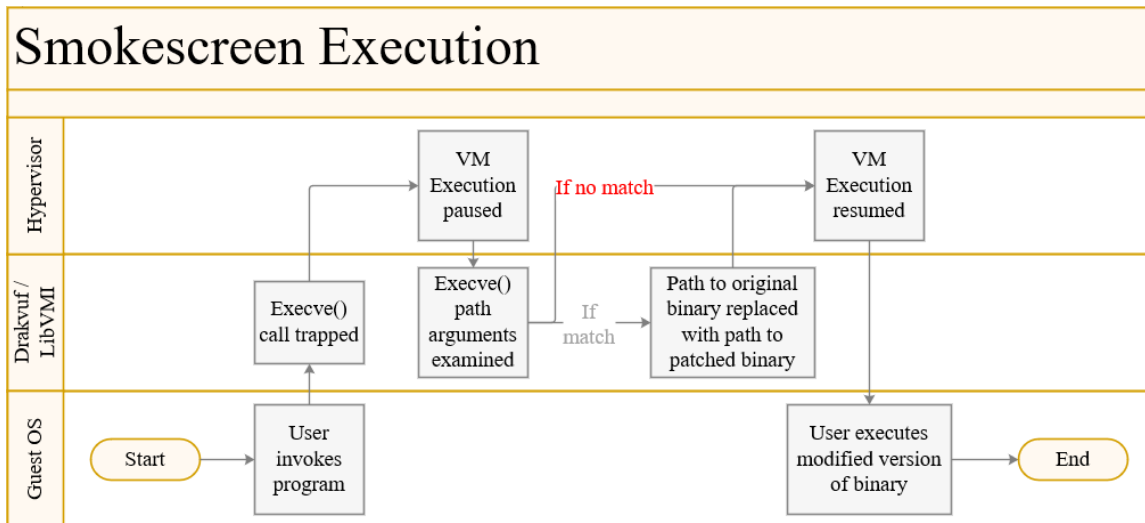 Smokescreen Execution
Hypervisor
VM
Execution
paused
If no match
VM
Execution
resumed
Drakvuf /
LibVMI
Execve()
call trapped
Execve()
path
arguments
examined
If
match
Path to original
binary replaced
with path to
patched binary
Guest OS
Start
User
invokes
program
User executes
modified version
of binary
End